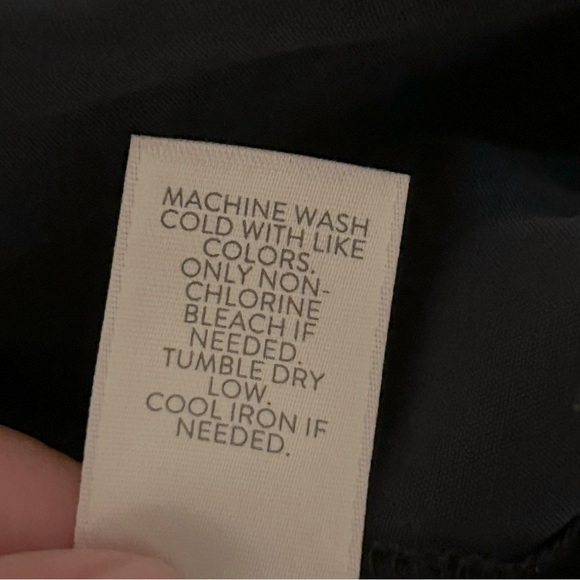 MACHINE WASH
COLD WITH LIKE
COLORS.
ONLY NON-
CHLORINE
BLEACH IF
NEEDED.
TUMBLE DRY
LOW.
COOL IRON IF
NEEDED.